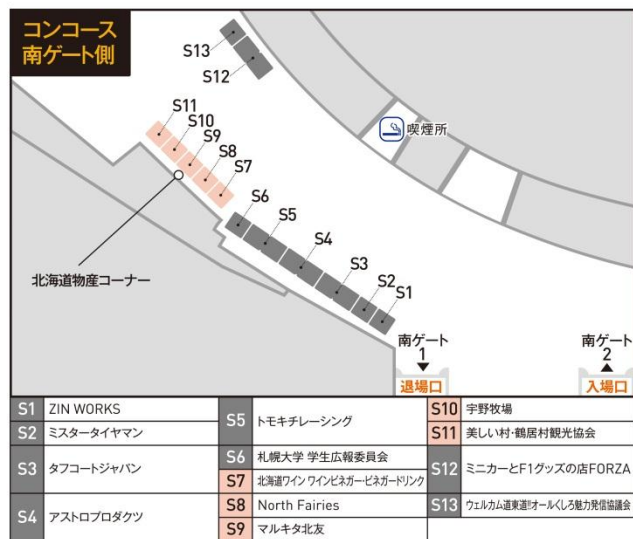 コンコース
南ゲート側
S13
S12
喫煙所
S11
S10
S9
S8
S7
S6
S5
S4
S3
S2
S1
北海道物産コーナー
南ゲート
1
退場口
南ゲート
2
入場口
S1 ZIN WORKS
S2 ミスタータイヤマン
S3 タフコートジャパン
S4 アストロプロダクツ
S5 トモキチレーシング
S6 札幌大学 学生広報委員会
S7 北海道ワイン ワインビネガー・ビネガードリンク
S8 North Fairies
S9 マルキタ北友
S10 宇野牧場
S11 美しい村・鶴居村観光協会
S12 ミニカーとF1グッズの店FORZA
S13 ウェルカム道東!!オールくしろ魅力発信協議会